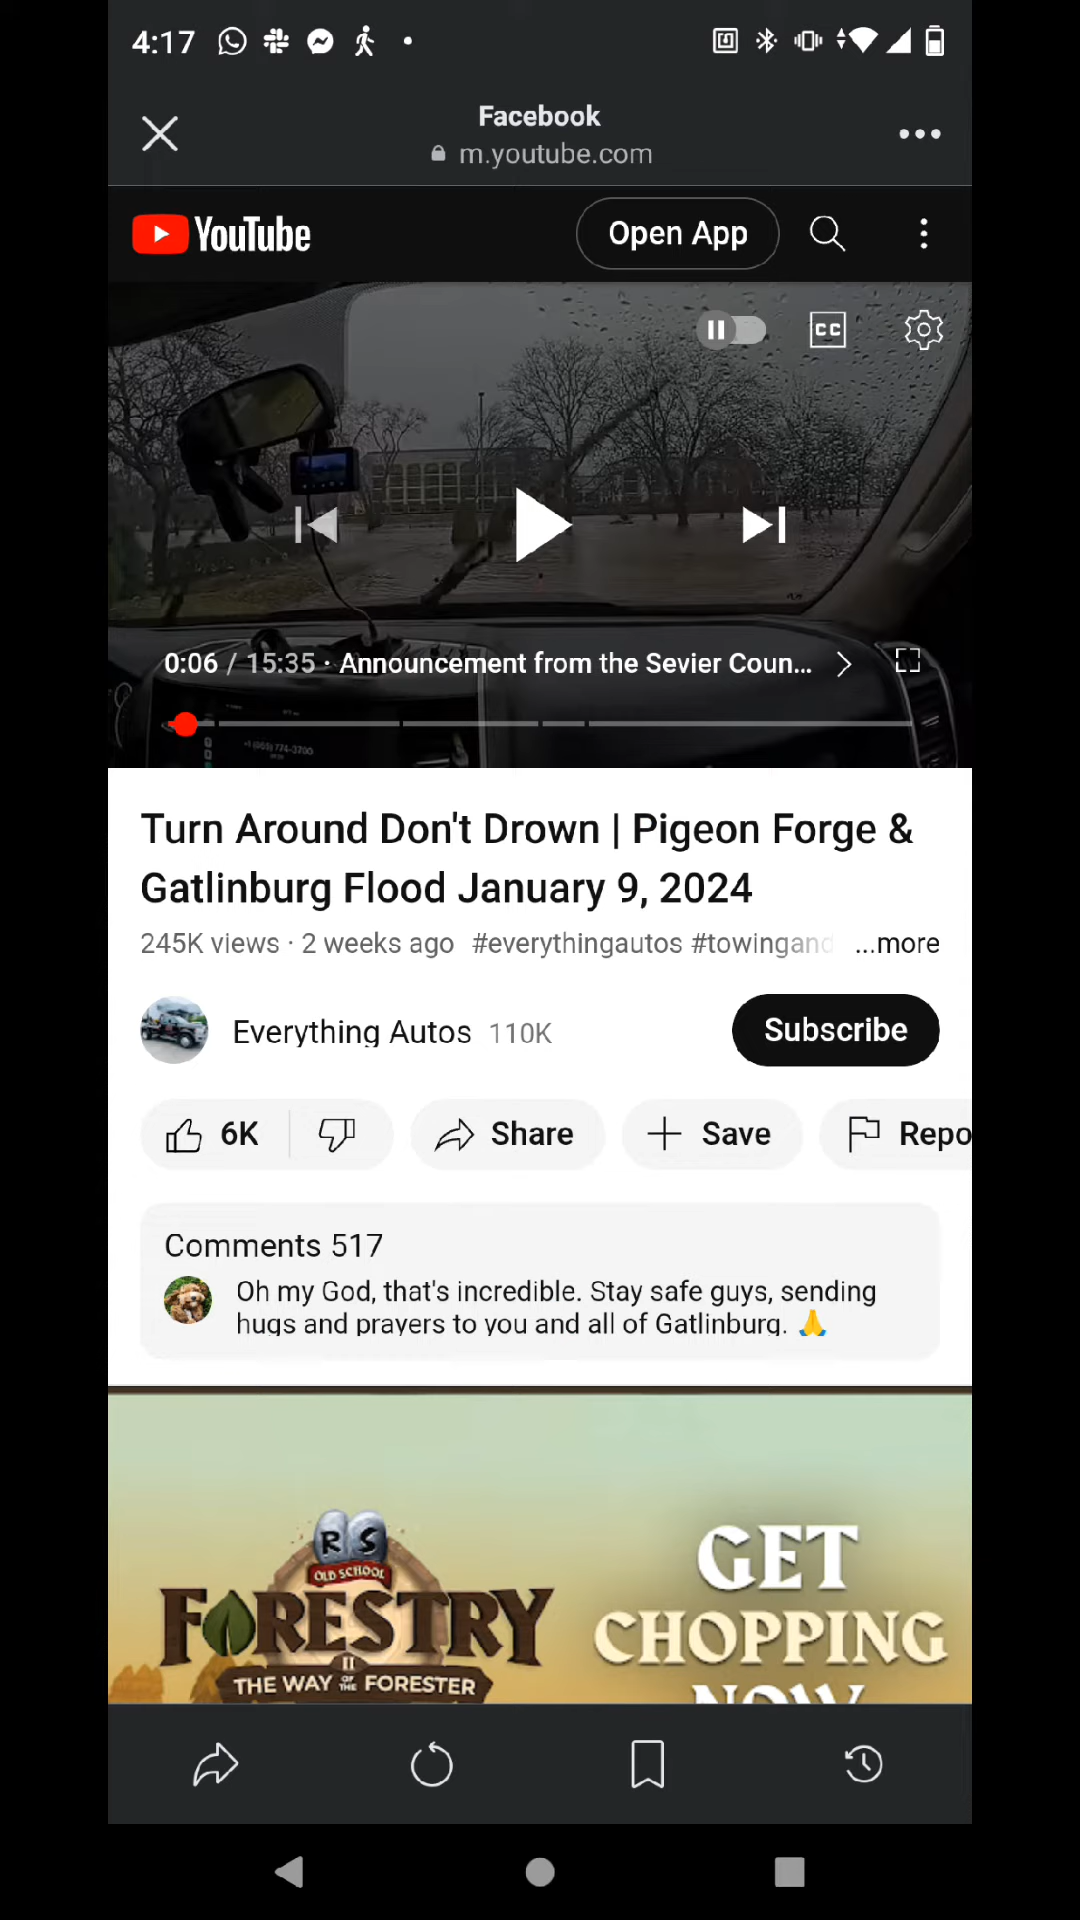 4:17
Facebook
m.youtube.com
YouTube
Open App
CC
0:06 / 15:35 · Announcement from the Sevier Coun...
Turn Around Don't Drown | Pigeon Forge &
Gatlinburg Flood January 9, 2024
245K views · 2 weeks ago #everythingautos #towingand ...more
Everything Autos 110K
Subscribe
6K
Share
Save
Repo
Comments 517
Oh my God, that's incredible. Stay safe guys, sending
hugs and prayers to you and all of Gatlinburg. 🙏
RS
OLD SCHOOL
FORESTRY
II
THE WAY OF THE FORESTER
GET
CHOPPING
NOW